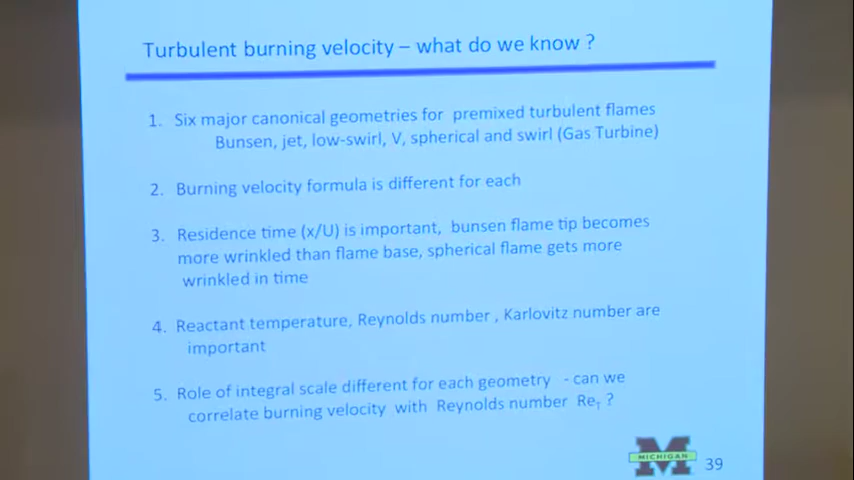 Turbulent burning velocity – what do we know ?
1. Six major canonical geometries for premixed turbulent flames
Bunsen, jet, low-swirl, V, spherical and swirl (Gas Turbine)
2. Burning velocity formula is different for each
3. Residence time (x/U) is important, bunsen flame tip becomes
more wrinkled than flame base, spherical flame gets more
wrinkled in time
4. Reactant temperature, Reynolds number , Karlovitz number are
important
5. Role of integral scale different for each geometry - can we
correlate burning velocity with Reynolds number Re_T ?
MICHIGAN
39